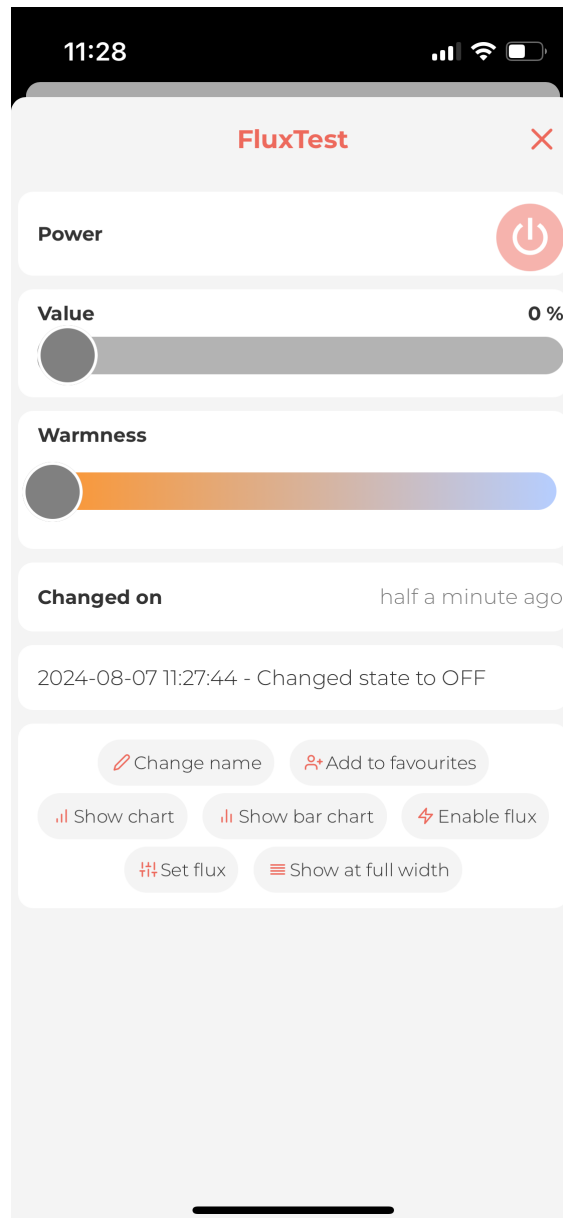 11:28
FluxTest
Power
Value 0 %
Warmness
Changed on half a minute ago
2024-08-07 11:27:44 - Changed state to OFF
Change name Add to favourites
Show chart Show bar chart Enable flux
Set flux Show at full width